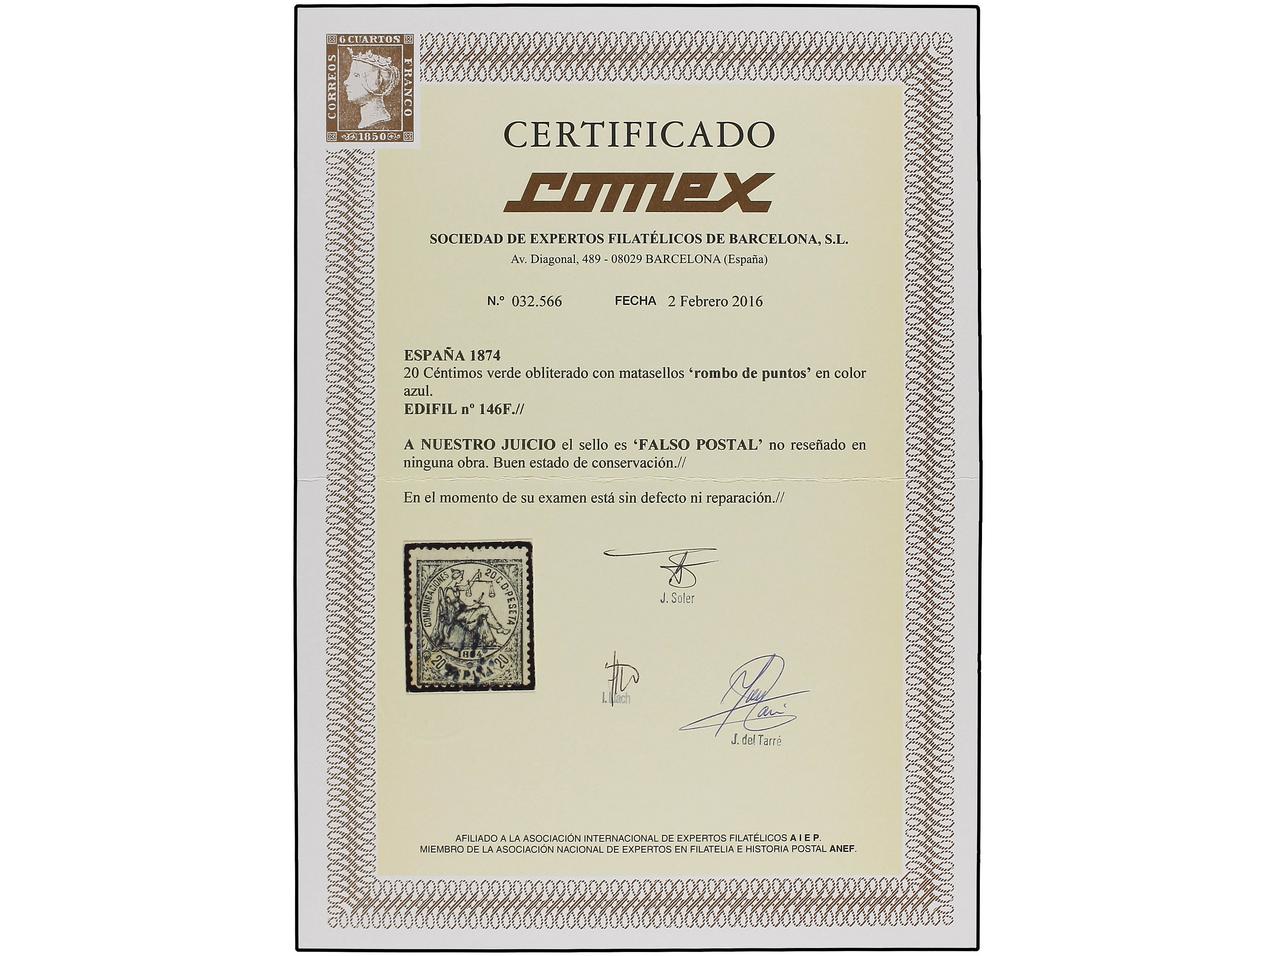 6 CUARTOS
CORREOS
FRANCO
1850
CERTIFICADO
comex
SOCIEDAD DE EXPERTOS FILATÉLICOS DE BARCELONA, S.L.
Av. Diagonal, 489 - 08029 BARCELONA (España)
N.º 032.566 FECHA 2 Febrero 2016
ESPAÑA 1874
20 Céntimos verde obliterado con matasellos ‘rombo de puntos’ en color
azul.
EDIFIL nº 146F.//
A NUESTRO JUICIO el sello es ‘FALSO POSTAL’ no reseñado en
ninguna obra. Buen estado de conservación.//
En el momento de su examen está sin defecto ni reparación.//
COMUNICACIONES
20 C. D. PESETA
20
20
J. Soler
J. del Tarré
AFILIADO A LA ASOCIACIÓN INTERNACIONAL DE EXPERTOS FILATÉLICOS A I E P.
MIEMBRO DE LA ASOCIACIÓN NACIONAL DE EXPERTOS EN FILATELIA E HISTORIA POSTAL ANEF.